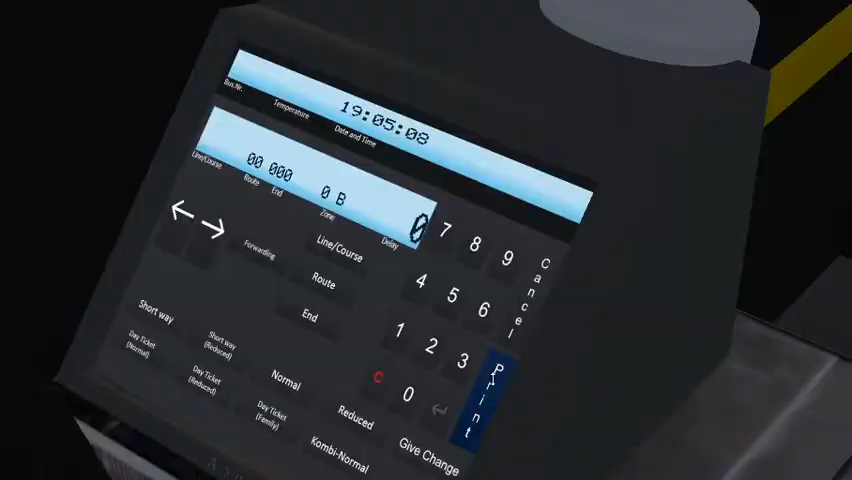 19:05:08
Bus.Nr. Temperature Date and Time
00 000 0 B 0
Line/Course Route End Zone Delay
7 8 9 Cancel
← → Forwarding Line/Course
4 5 6
Route
1 2 3 Print
End
C 0 ↵
Short way Short way (Reduced) Normal Reduced Give Change
Day Ticket (Normal) Day Ticket (Reduced) Day Ticket (Family) Kombi-Normal